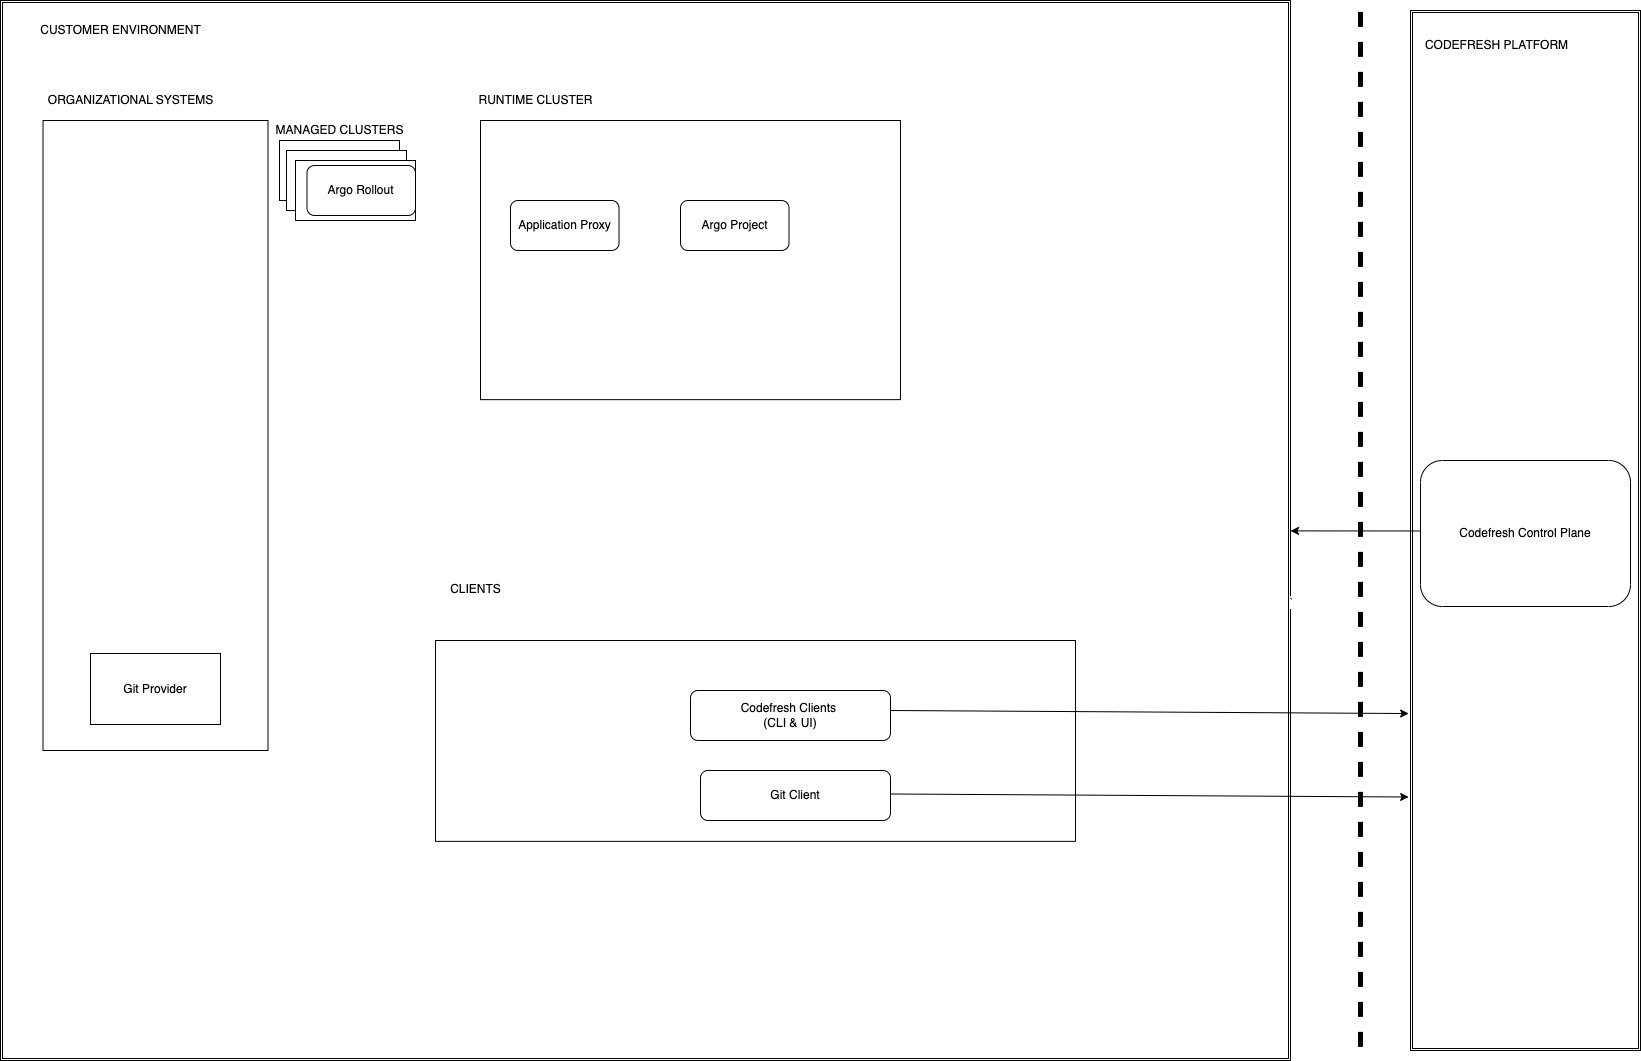 CUSTOMER ENVIRONMENT
CODEFRESH PLATFORM
ORGANIZATIONAL SYSTEMS
RUNTIME CLUSTER
MANAGED CLUSTERS
Argo Rollout
Application Proxy
Argo Project
Codefresh Control Plane
CLIENTS
Git Provider
Codefresh Clients
(CLI & UI)
Git Client